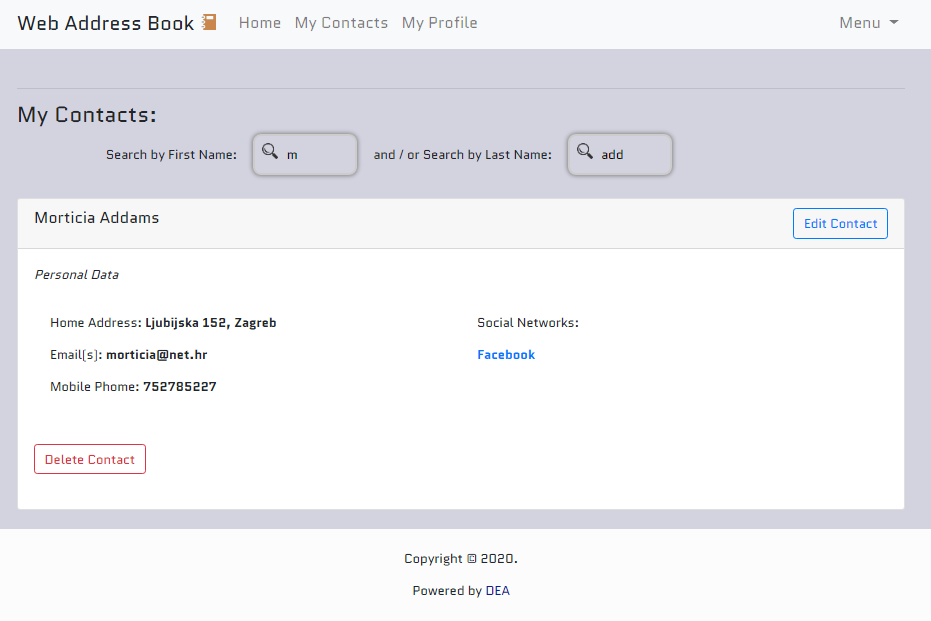 Web Address Book Home My Contacts My Profile Menu
My Contacts:
Search by First Name: m and / or Search by Last Name: add
Morticia Addams Edit Contact
Personal Data
Home Address: Ljubijska 152, Zagreb Social Networks:
Email[s]: morticia@net.hr Facebook
Mobile Phome: 752785227
Delete Contact
Copyright © 2020.
Powered by DEA